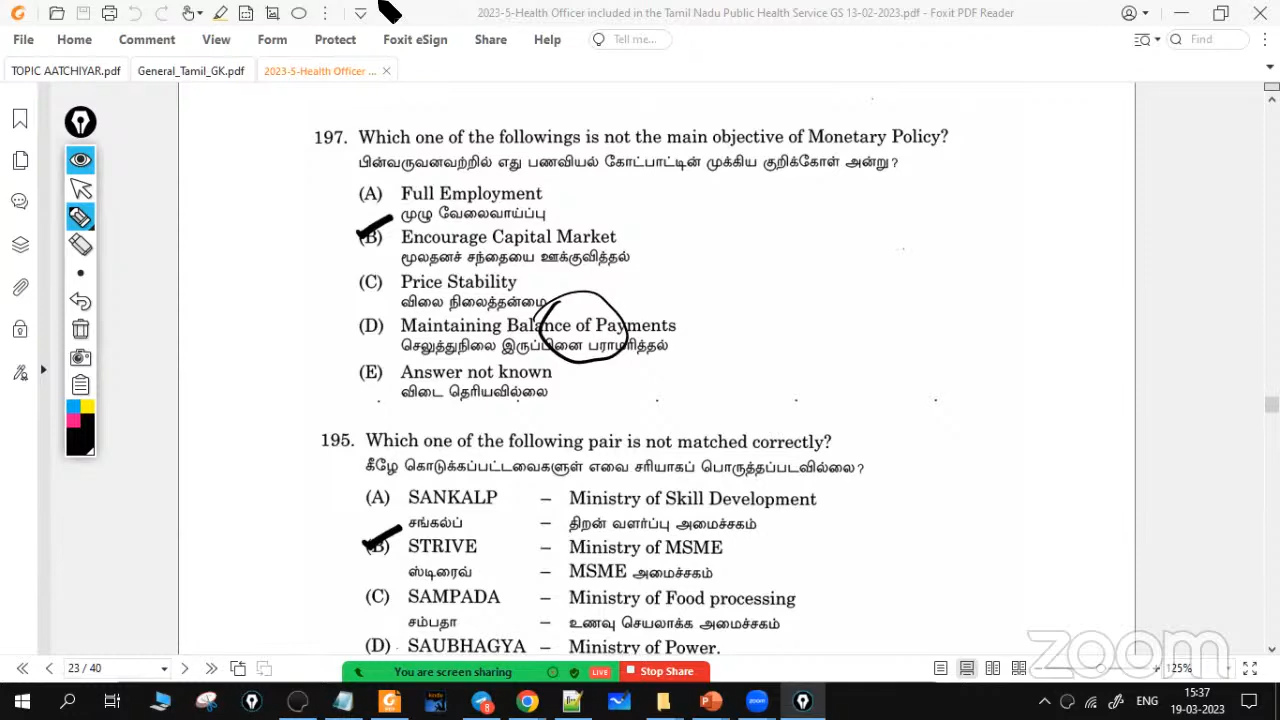 2023-5-Health Officer included in the Tamil Nadu Public Health Service GS 13-02-2023.pdf - Foxit PDF Reader
File Home Comment View Form Protect Foxit eSign Share Help Tell me... Find
TOPIC AATCHIYAR.pdf General_Tamil_GK.pdf 2023-5-Health Officer ...
197. Which one of the followings is not the main objective of Monetary Policy?
பின்வருவனவற்றில் எது பணவியல் கோட்பாட்டின் முக்கிய குறிக்கோள் அன்று?
(A) Full Employment
முழு வேலைவாய்ப்பு
(B) Encourage Capital Market
மூலதனச் சந்தையை ஊக்குவித்தல்
(C) Price Stability
விலை நிலைத்தன்மை
(D) Maintaining Balance of Payments
செலுத்துநிலை இருப்பினை பராமரித்தல்
(E) Answer not known
விடை தெரியவில்லை
195. Which one of the following pair is not matched correctly?
கீழே கொடுக்கப்பட்டவைகளுள் எவை சரியாகப் பொருத்தப்படவில்லை?
(A) SANKALP – Ministry of Skill Development
சங்கல்ப் – திறன் வளர்ப்பு அமைச்சகம்
(B) STRIVE – Ministry of MSME
ஸ்டிரைவ் – MSME அமைச்சகம்
(C) SAMPADA – Ministry of Food processing
சம்பதா – உணவு செயலாக்க அமைச்சகம்
(D) SAUBHAGYA – Ministry of Power.
zoom
23 / 40 125%
You are screen sharing LIVE Stop Share
ENG 15:37
19-03-2023